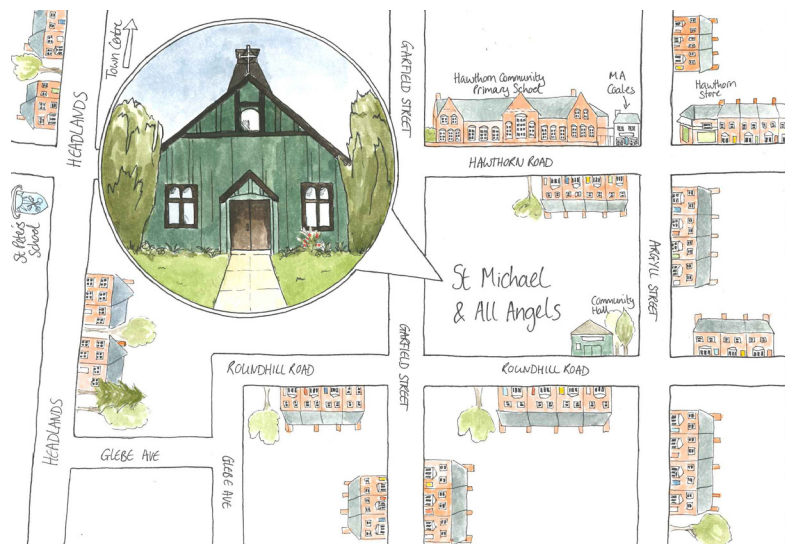 Town Centre
HEADLANDS
GARFIELD STREET
Hawthorn Community
Primary School
M A
Coales
Hawthorn
Store
HAWTHORN ROAD
St Peter's
School
St Michael
& All Angels
Community
Hall
ARGYLL STREET
GARFIELD STREET
ROUNDHILL ROAD
ROUNDHILL ROAD
HEADLANDS
GLEBE AVE
GLEBE AVE